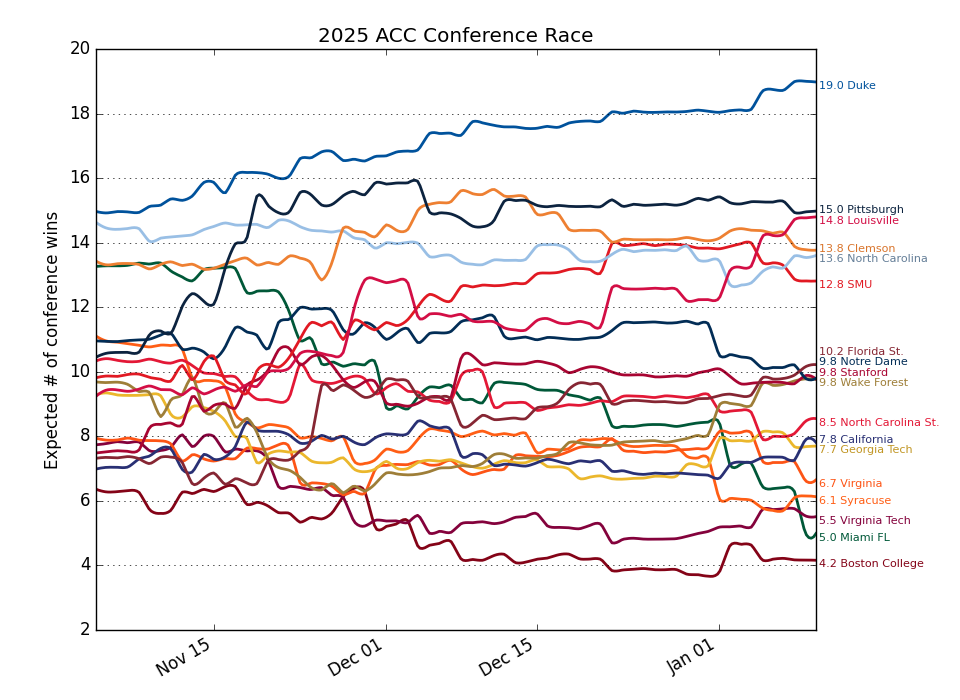 2025 ACC Conference Race
Expected # of conference wins
20
18
16
14
12
10
8
6
4
2
Nov 15
Dec 01
Dec 15
Jan 01
19.0 Duke
15.0 Pittsburgh
14.8 Louisville
13.8 Clemson
13.6 North Carolina
12.8 SMU
10.2 Florida St.
9.8 Notre Dame
9.8 Stanford
9.8 Wake Forest
8.5 North Carolina St.
7.8 California
7.7 Georgia Tech
6.7 Virginia
6.1 Syracuse
5.5 Virginia Tech
5.0 Miami FL
4.2 Boston College